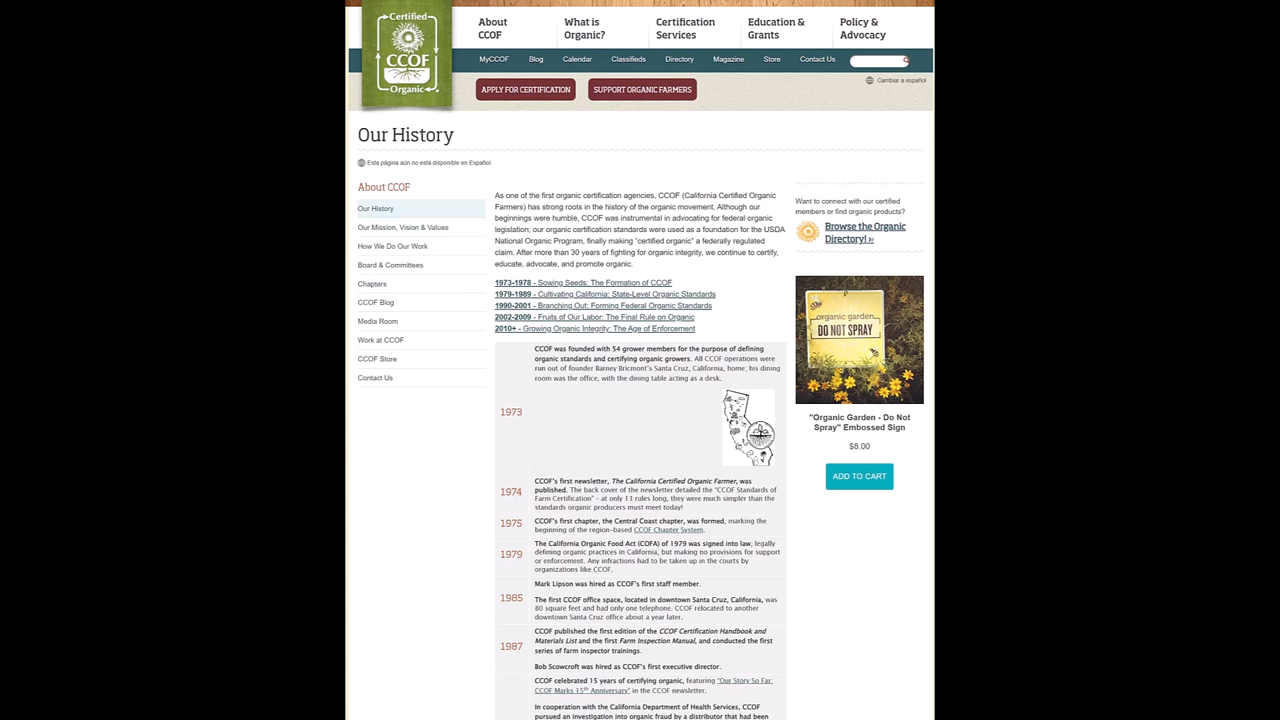 Certified
CCOF
Organic
About
CCOF
What is
Organic?
Certification
Services
Education &
Grants
Policy &
Advocacy
MyCCOF Blog Calendar Classifieds Directory Magazine Store Contact Us
Cambiar a español
APPLY FOR CERTIFICATION SUPPORT ORGANIC FARMERS
Our History
Esta página aún no está disponible en Español.
About CCOF
Our History
Our Mission, Vision & Values
How We Do Our Work
Board & Committees
Chapters
CCOF Blog
Media Room
Work at CCOF
CCOF Store
Contact Us
As one of the first organic certification agencies, CCOF (California Certified Organic
Farmers) has strong roots in the history of the organic movement. Although our
beginnings were humble, CCOF was instrumental in advocating for federal organic
legislation; our organic certification standards were used as a foundation for the USDA
National Organic Program, finally making "certified organic" a federally regulated
claim. After more than 30 years of fighting for organic integrity, we continue to certify,
educate, advocate, and promote organic.
1973-1978 - Sowing Seeds: The Formation of CCOF
1979-1989 - Cultivating California: State-Level Organic Standards
1990-2001 - Branching Out: Forming Federal Organic Standards
2002-2009 - Fruits of Our Labor: The Final Rule on Organic
2010+ - Growing Organic Integrity: The Age of Enforcement
1973
CCOF was founded with 54 grower members for the purpose of defining
organic standards and certifying organic growers. All CCOF operations were
run out of founder Barney Bricmont's Santa Cruz, California, home; his dining
room was the office, with the dining table acting as a desk.
1974
CCOF's first newsletter, The California Certified Organic Farmer, was
published. The back cover of the newsletter detailed the "CCOF Standards of
Farm Certification" - at only 13 rules long, they were much simpler than the
standards organic producers must meet today!
1975
CCOF's first chapter, the Central Coast chapter, was formed, marking the
beginning of the region-based CCOF Chapter System.
1979
The California Organic Food Act (COFA) of 1979 was signed into law, legally
defining organic practices in California, but making no provisions for support
or enforcement. Any infractions had to be taken up in the courts by
organizations like CCOF.
1985
Mark Lipson was hired as CCOF's first staff member.
The first CCOF office space, located in downtown Santa Cruz, California, was
80 square feet and had only one telephone. CCOF relocated to another
downtown Santa Cruz office about a year later.
1987
CCOF published the first edition of the CCOF Certification Handbook and
Materials List and the first Farm Inspection Manual, and conducted the first
series of farm inspector trainings.
Bob Scowcroft was hired as CCOF's first executive director.
CCOF celebrated 15 years of certifying organic, featuring "Our Story So Far:
CCOF Marks 15th Anniversary" in the CCOF newsletter.
In cooperation with the California Department of Health Services, CCOF
pursued an investigation into organic fraud by a distributor that had been
Want to connect with our certified
members or find organic products?
Browse the Organic
Directory! »
organic garden
DO NOT SPRAY
"Organic Garden - Do Not
Spray" Embossed Sign
$8.00
ADD TO CART